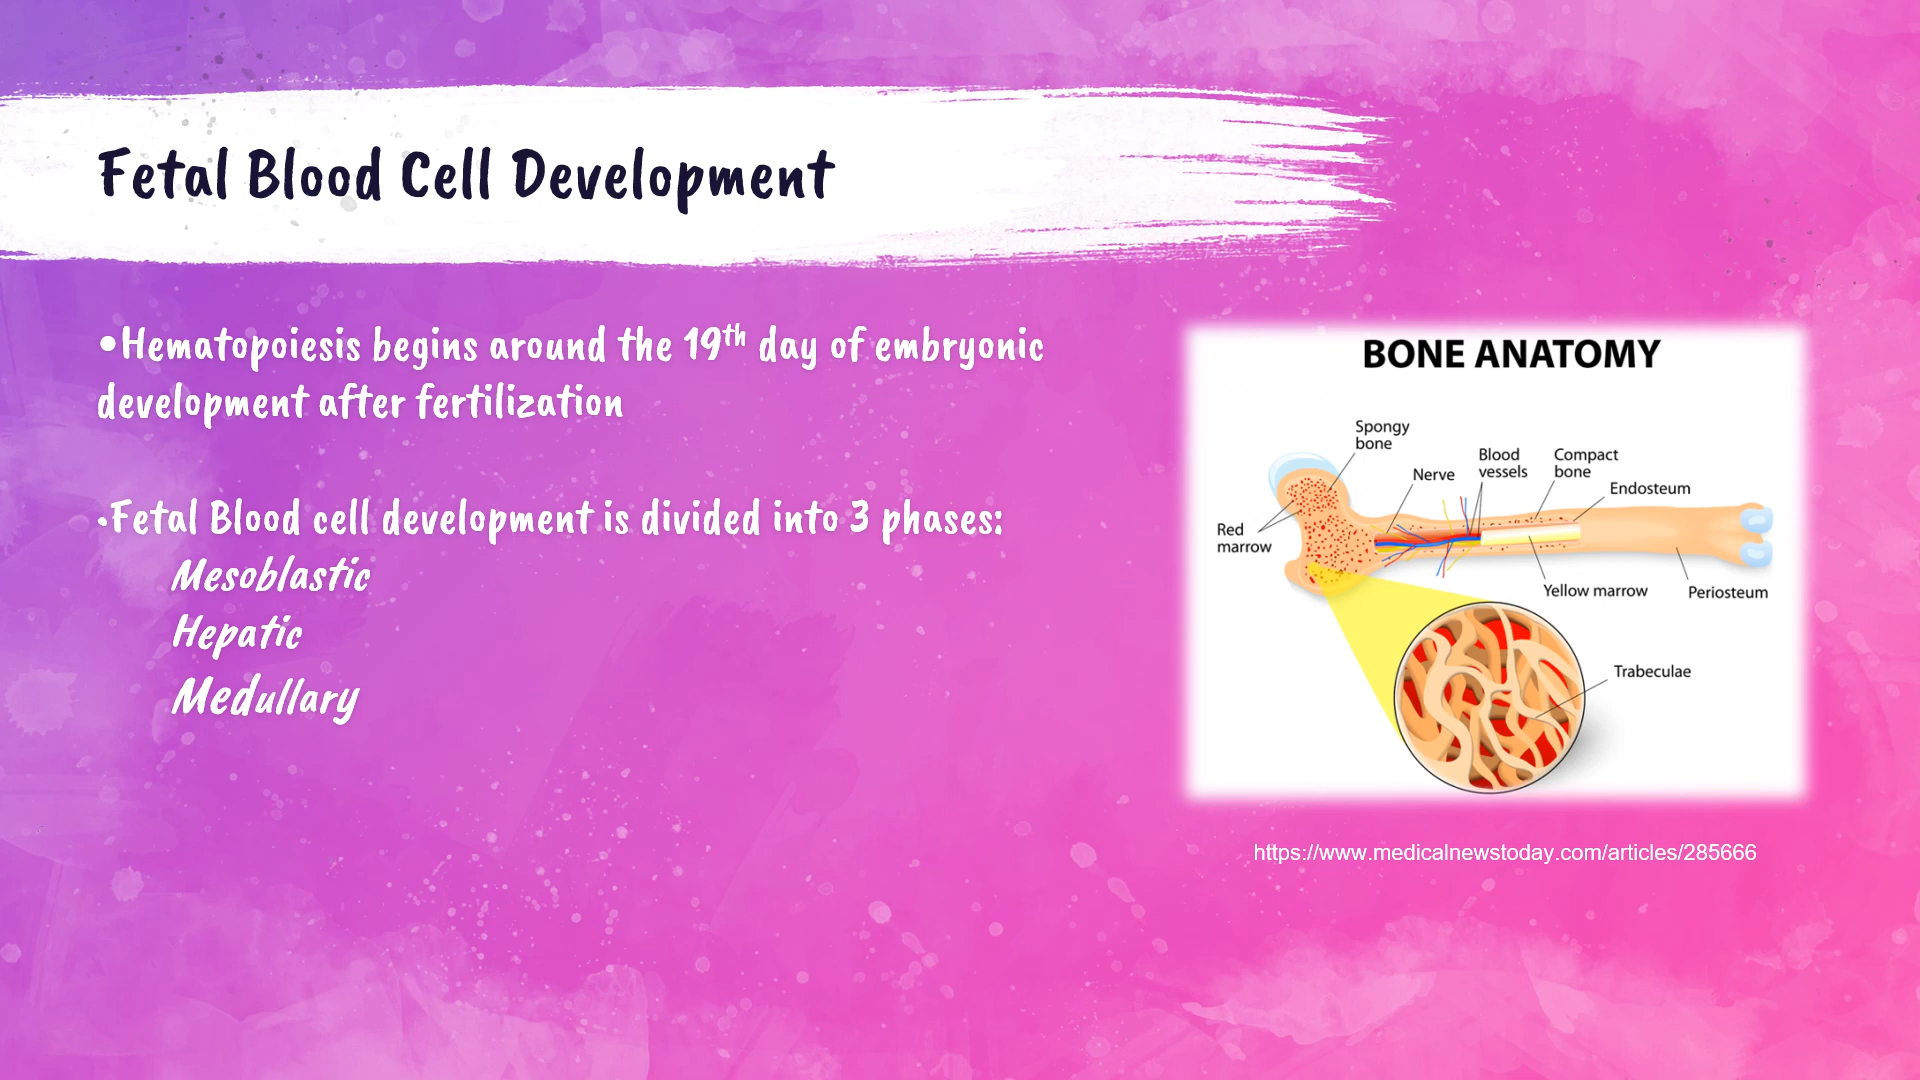 Fetal Blood Cell Development
•Hematopoiesis begins around the 19th day of embryonic
development after fertilization
•Fetal Blood cell development is divided into 3 phases:
Mesoblastic
Hepatic
Medullary
BONE ANATOMY
Spongy
bone
Nerve
Blood
vessels
Compact
bone
Endosteum
Red
marrow
Yellow marrow
Periosteum
Trabeculae
https://www.medicalnewstoday.com/articles/285666